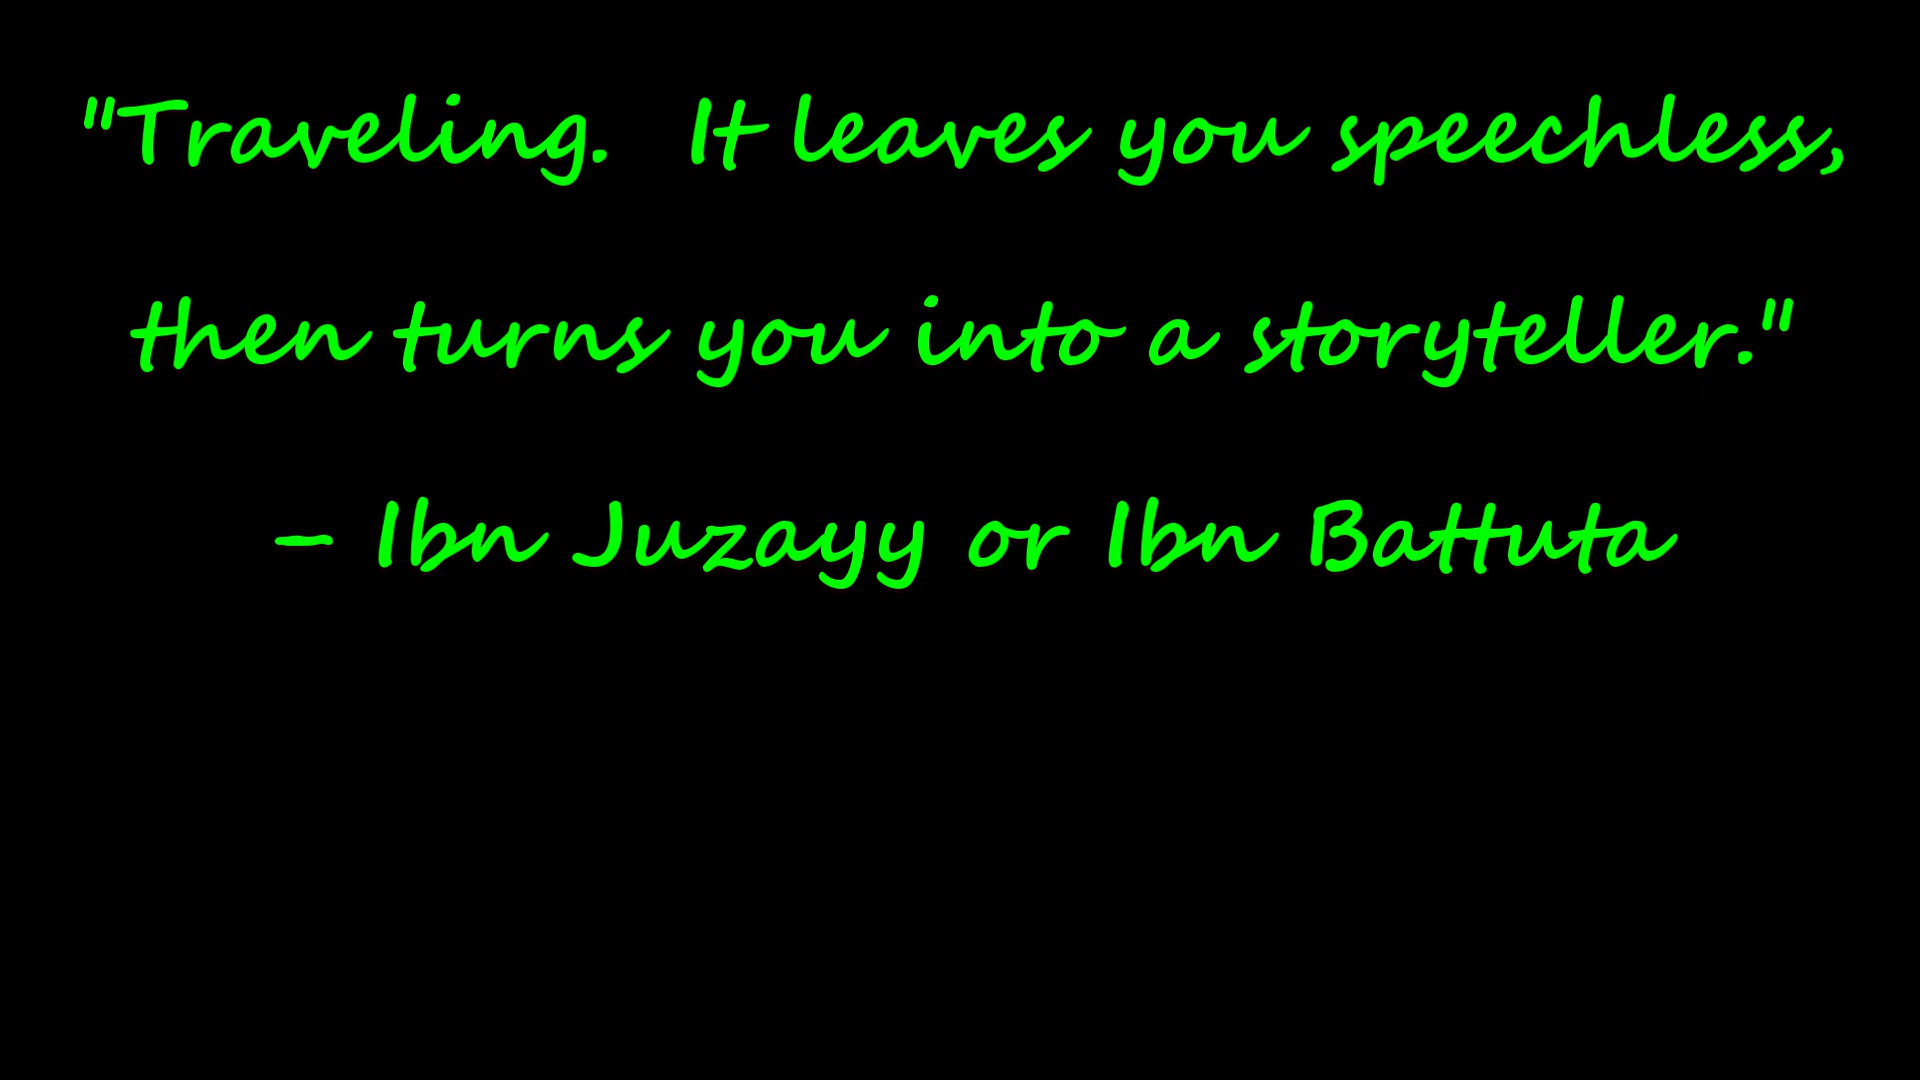 "Traveling.  It leaves you speechless,
then turns you into a storyteller."
– Ibn Juzayy or Ibn Battuta